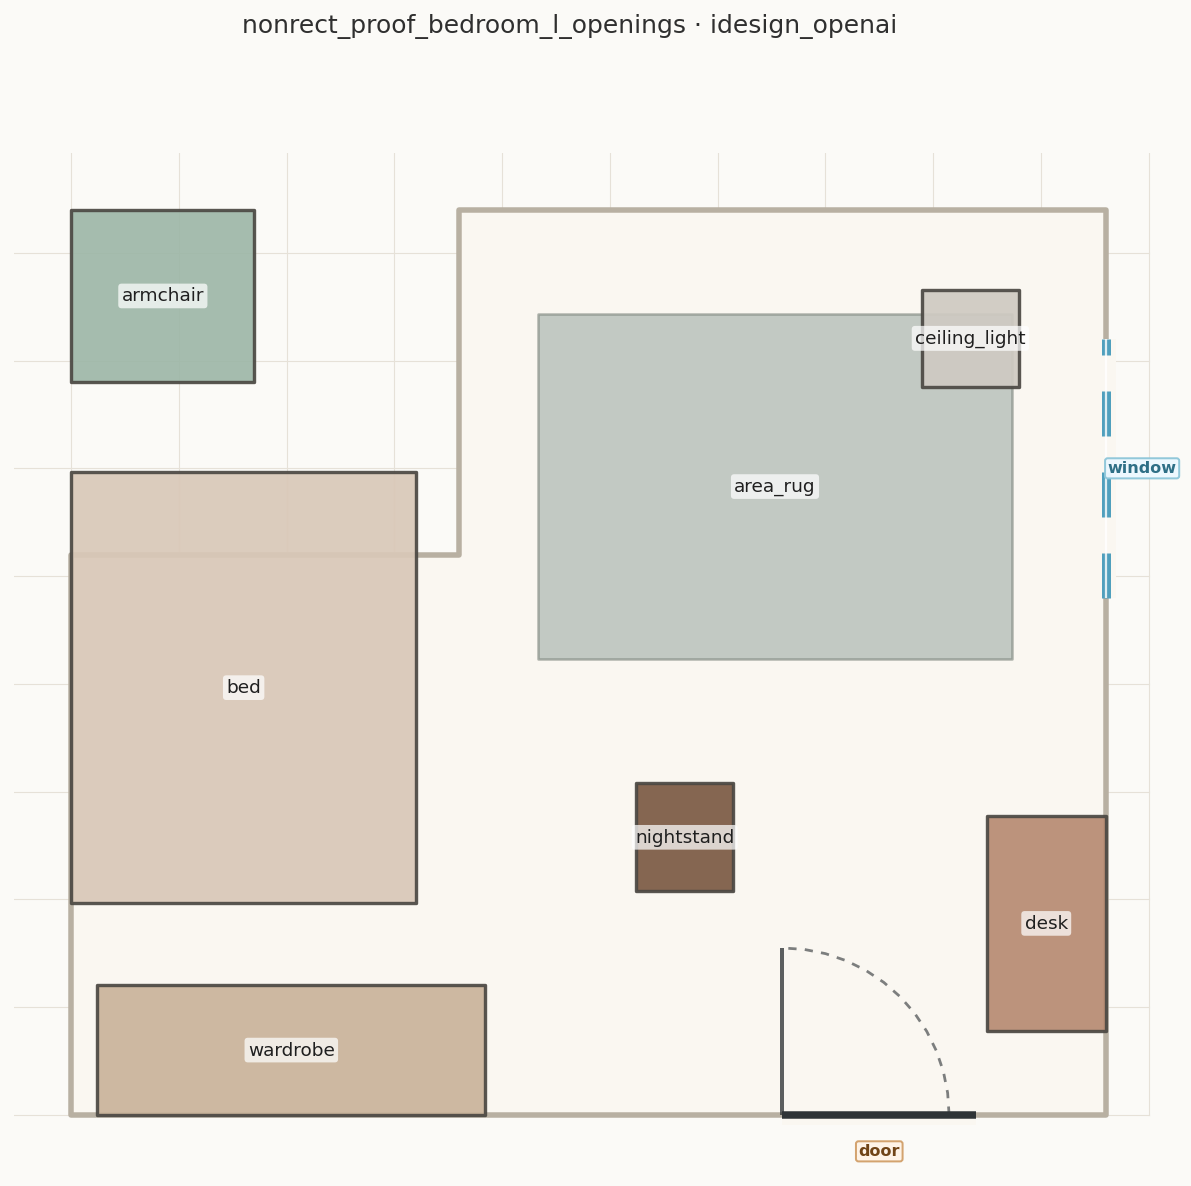 nonrect_proof_bedroom_l_openings · idesign_openai
armchair
ceiling_light
window
area_rug
bed
nightstand
desk
wardrobe
door